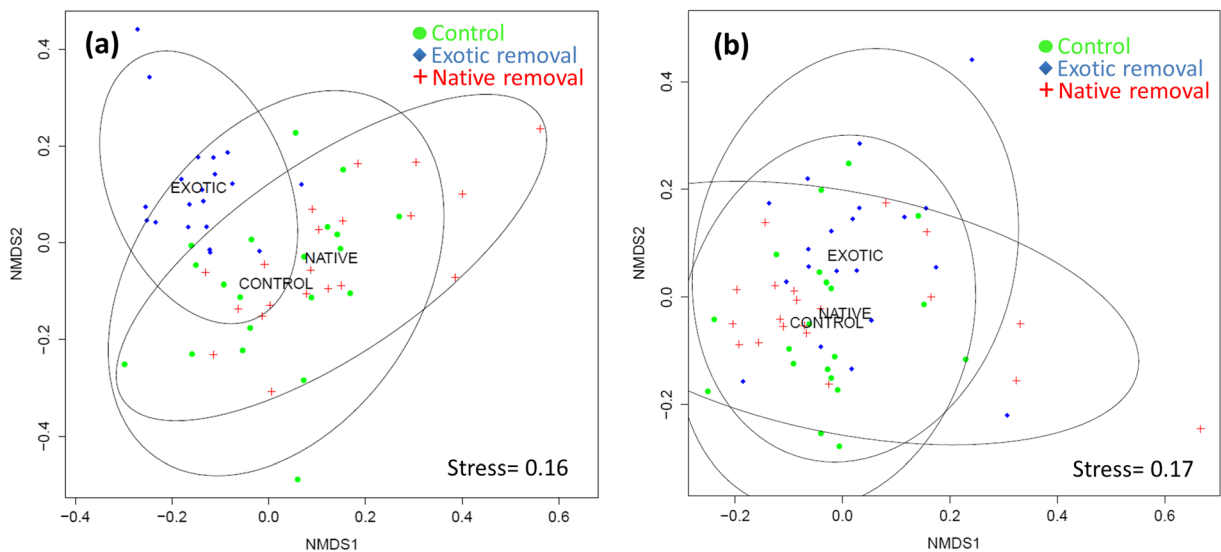 (a)
Control
Exotic removal
Native removal
0.4
0.2
0.0
−0.2
−0.4
NMDS2
EXOTIC
NATIVE
CONTROL
Stress= 0.16
−0.4
−0.2
0.0
0.2
0.4
0.6
NMDS1
(b)
Control
Exotic removal
Native removal
0.4
0.2
0.0
−0.2
NMDS2
EXOTIC
NATIVE
CONTROL
Stress= 0.17
−0.2
0.0
0.2
0.4
0.6
NMDS1